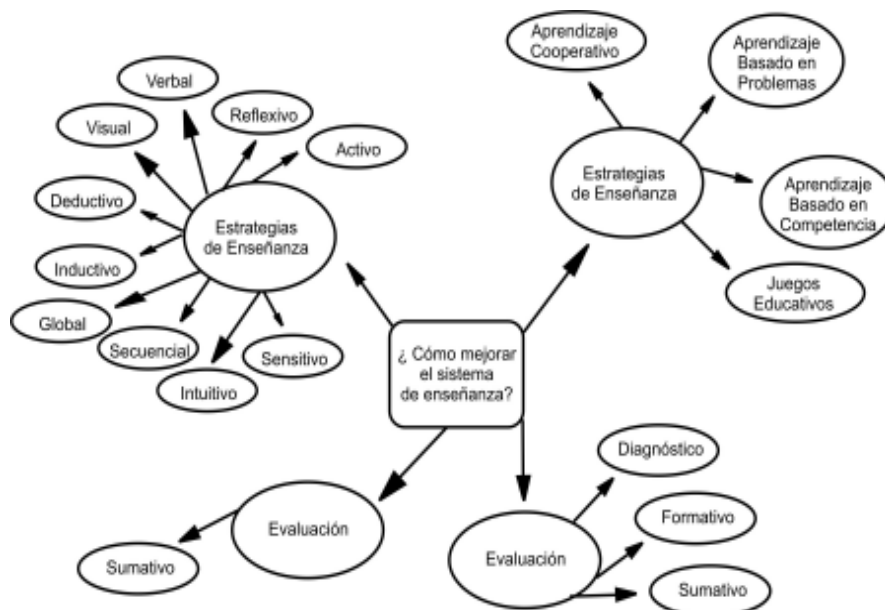 Aprendizaje
Cooperativo
Aprendizaje
Basado en
Problemas
Verbal
Reflexivo
Visual
Activo
Estrategias
de Enseñanza
Aprendizaje
Basado en
Competencia
Deductivo
Estrategias
de Enseñanza
Inductivo
Juegos
Educativos
Global
Secuencial
Sensitivo
Intuitivo
¿ Cómo mejorar
el sistema
de enseñanza?
Diagnóstico
Formativo
Evaluación
Evaluación
Sumativo
Sumativo